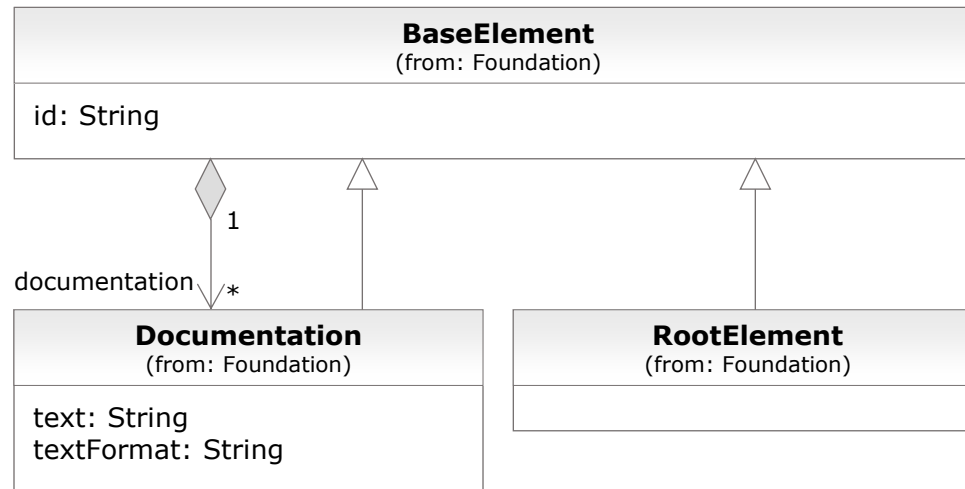 BaseElement
(from: Foundation)
id: String
1
documentation
*
Documentation
(from: Foundation)
text: String
textFormat: String
RootElement
(from: Foundation)